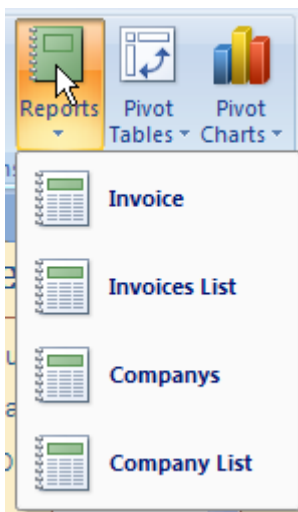 Reports
Pivot Tables
Pivot Charts
Invoice
Invoices List
Companys
Company List